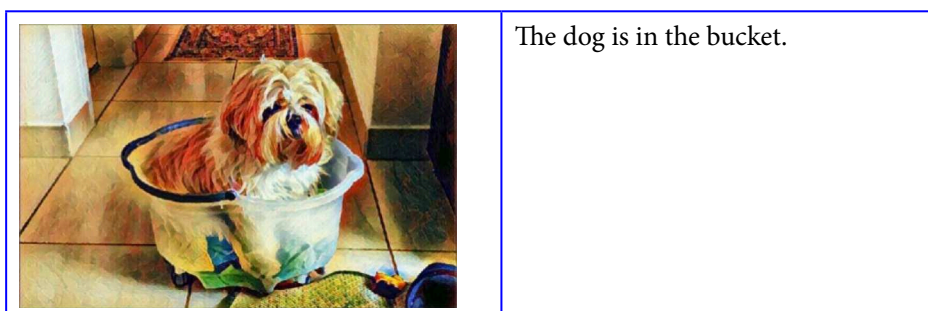 The dog is in the bucket.